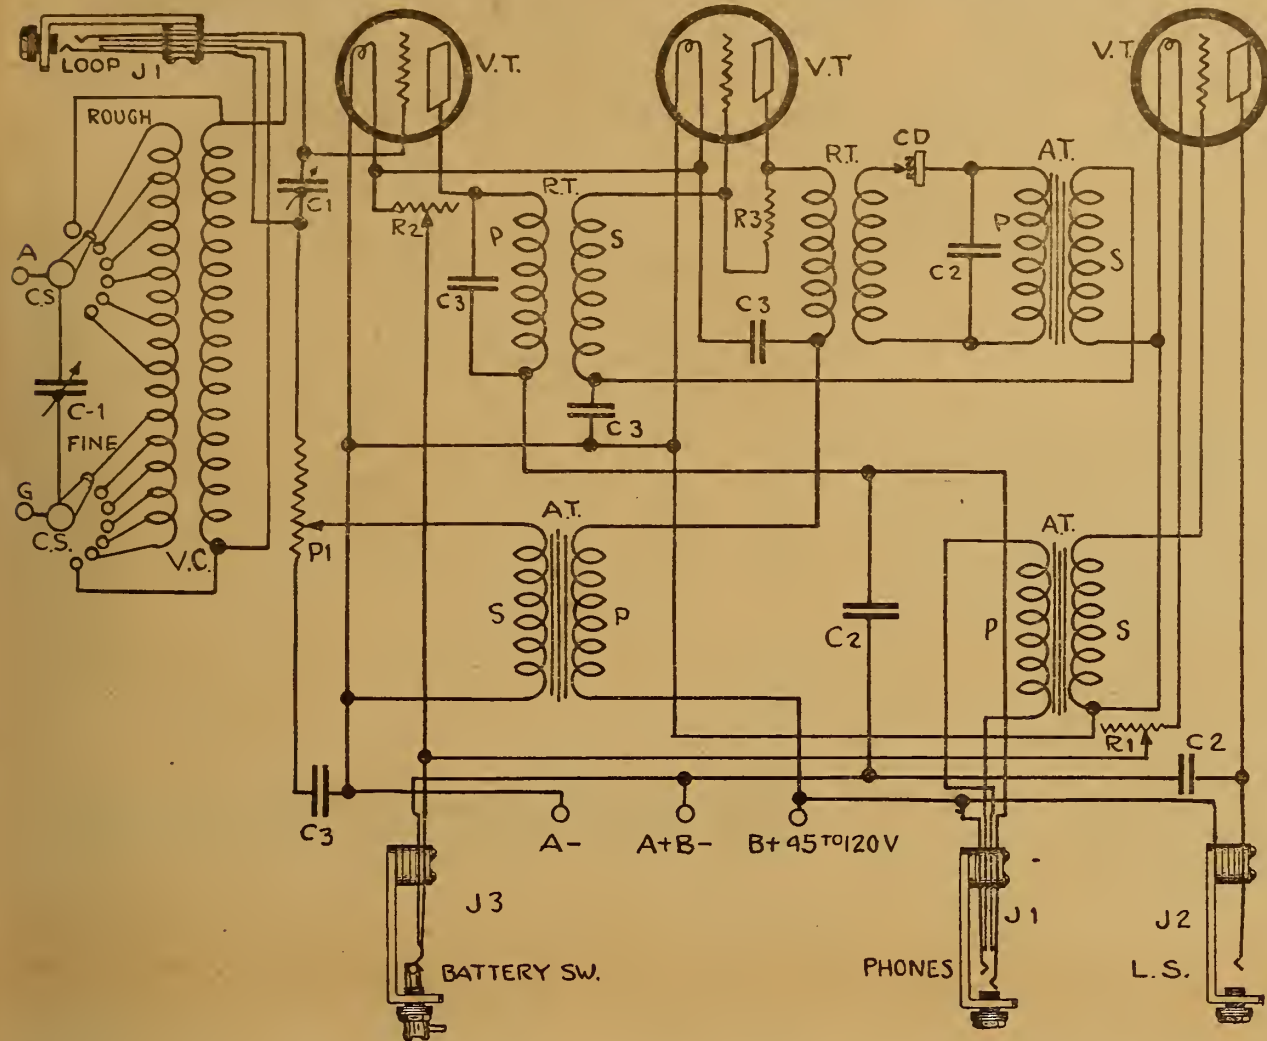 LOOP J1
V.T.
V.T
V.T.
ROUGH
C1
A
C.S
C-1
FINE
G
C.S.
V.C.
R2
R.T.
P
S
C3
C3
R3
C3
R.T.
CD
C2
A.T.
P
S
P1
A.T.
S
P
C2
A.T.
P
S
R1
C2
C3
A-
A+B-
B+45 TO 120V
J3
BATTERY SW.
J1
PHONES
J2
L.S.